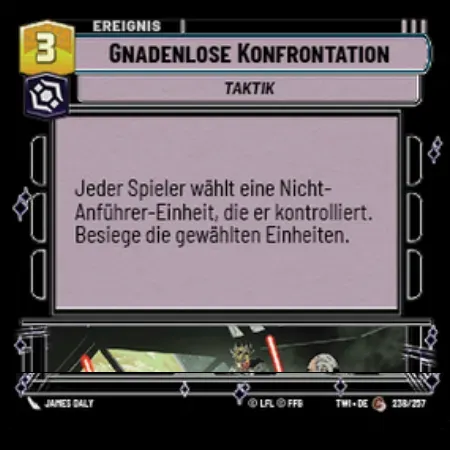 EREIGNIS
3
GNADENLOSE KONFRONTATION
TAKTIK
Jeder Spieler wählt eine Nicht-
Anführer-Einheit, die er kontrolliert.
Besiege die gewählten Einheiten.
JAMES DALY
© LFL © FFG
TWI • DE
238/257